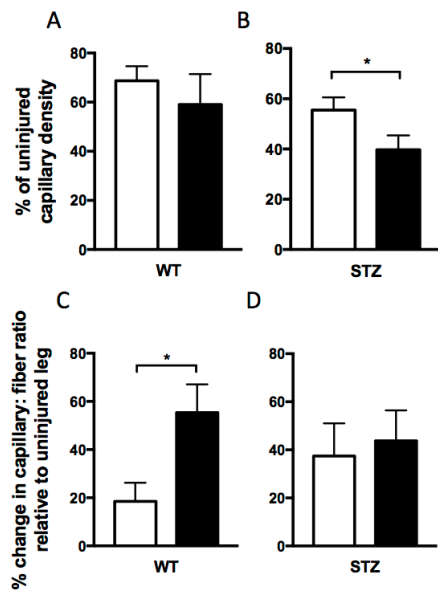 A
B
% of uninjured
capillary density
80
60
40
20
0
WT
80
60
40
20
0
*
STZ
C
D
% change in capillary: fiber ratio
relative to uninjured leg
80
60
40
20
0
*
WT
80
60
40
20
0
STZ